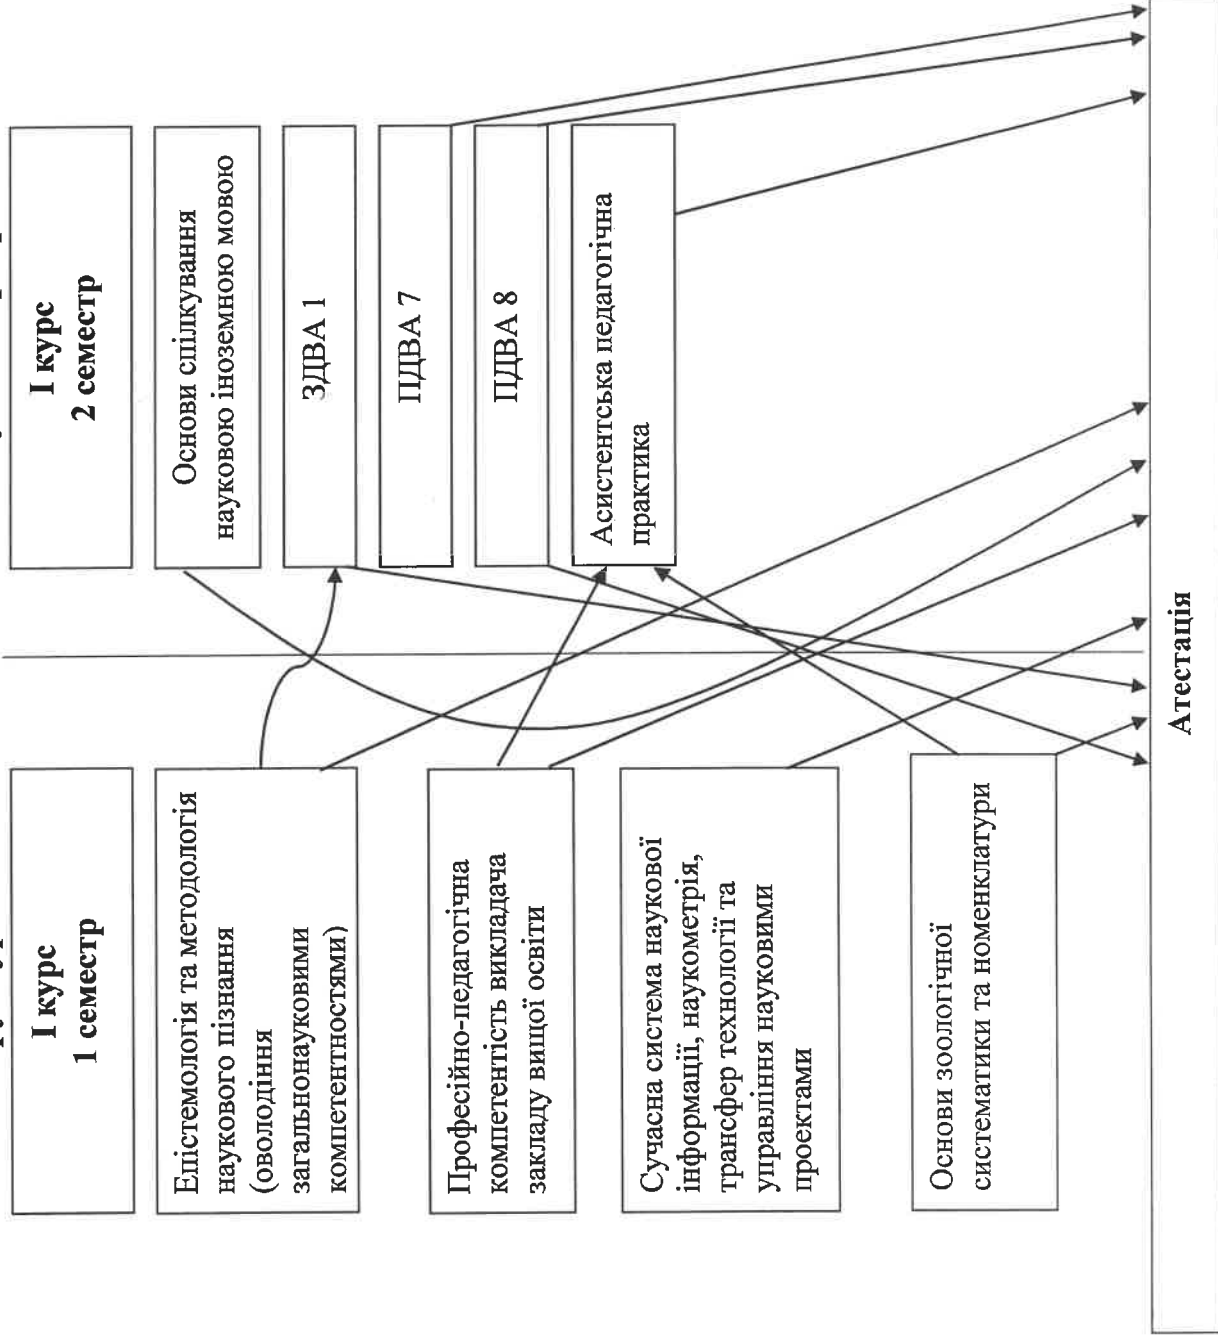 І курс
1 семестр
Епістемологія та методологія
наукового пізнання
(оволодіння
загальнонауковими
компетентностями)
Професійно-педагогічна
компетентість викладача
закладу вищої освіти
Сучасна система наукової
інформації, наукометрія,
трансфер технології та
управління науковими
проектами
Основи зоологічної
систематики та номенклатури
І курс
2 семестр
Основи спілкування
науковою іноземною мовою
ЗДВА 1
ПДВА 7
ПДВА 8
Асистентська педагогічна
практика
Атестація